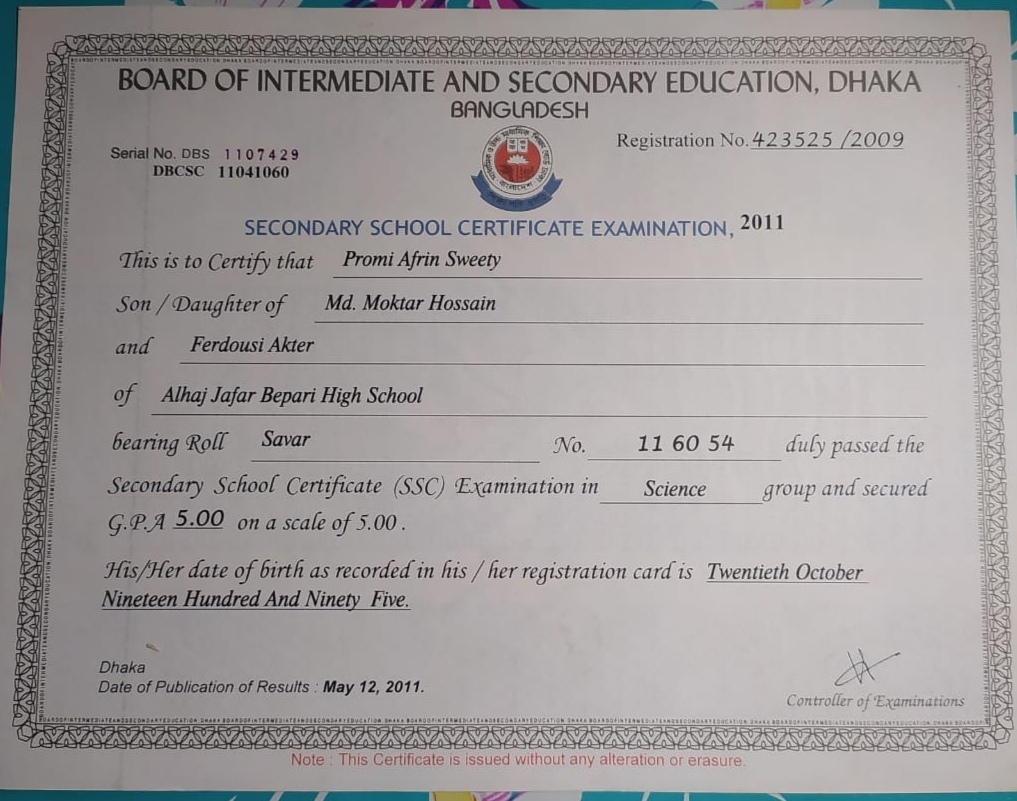 BOARD OF INTERMEDIATE AND SECONDARY EDUCATION, DHAKA
BANGLADESH
Serial No. DBS 1107429
DBCSC 11041060
Registration No. 423525 /2009
SECONDARY SCHOOL CERTIFICATE EXAMINATION, 2011
This is to Certify that Promi Afrin Sweety
Son / Daughter of Md. Moktar Hossain
and Ferdousi Akter
of Alhaj Jafar Bepari High School
bearing Roll Savar No. 11 60 54 duly passed the
Secondary School Certificate (SSC) Examination in Science group and secured
G.P.A 5.00 on a scale of 5.00 .
His/Her date of birth as recorded in his / her registration card is Twentieth October
Nineteen Hundred And Ninety Five.
Dhaka
Date of Publication of Results : May 12, 2011.
Controller of Examinations
Note : This Certificate is issued without any alteration or erasure.